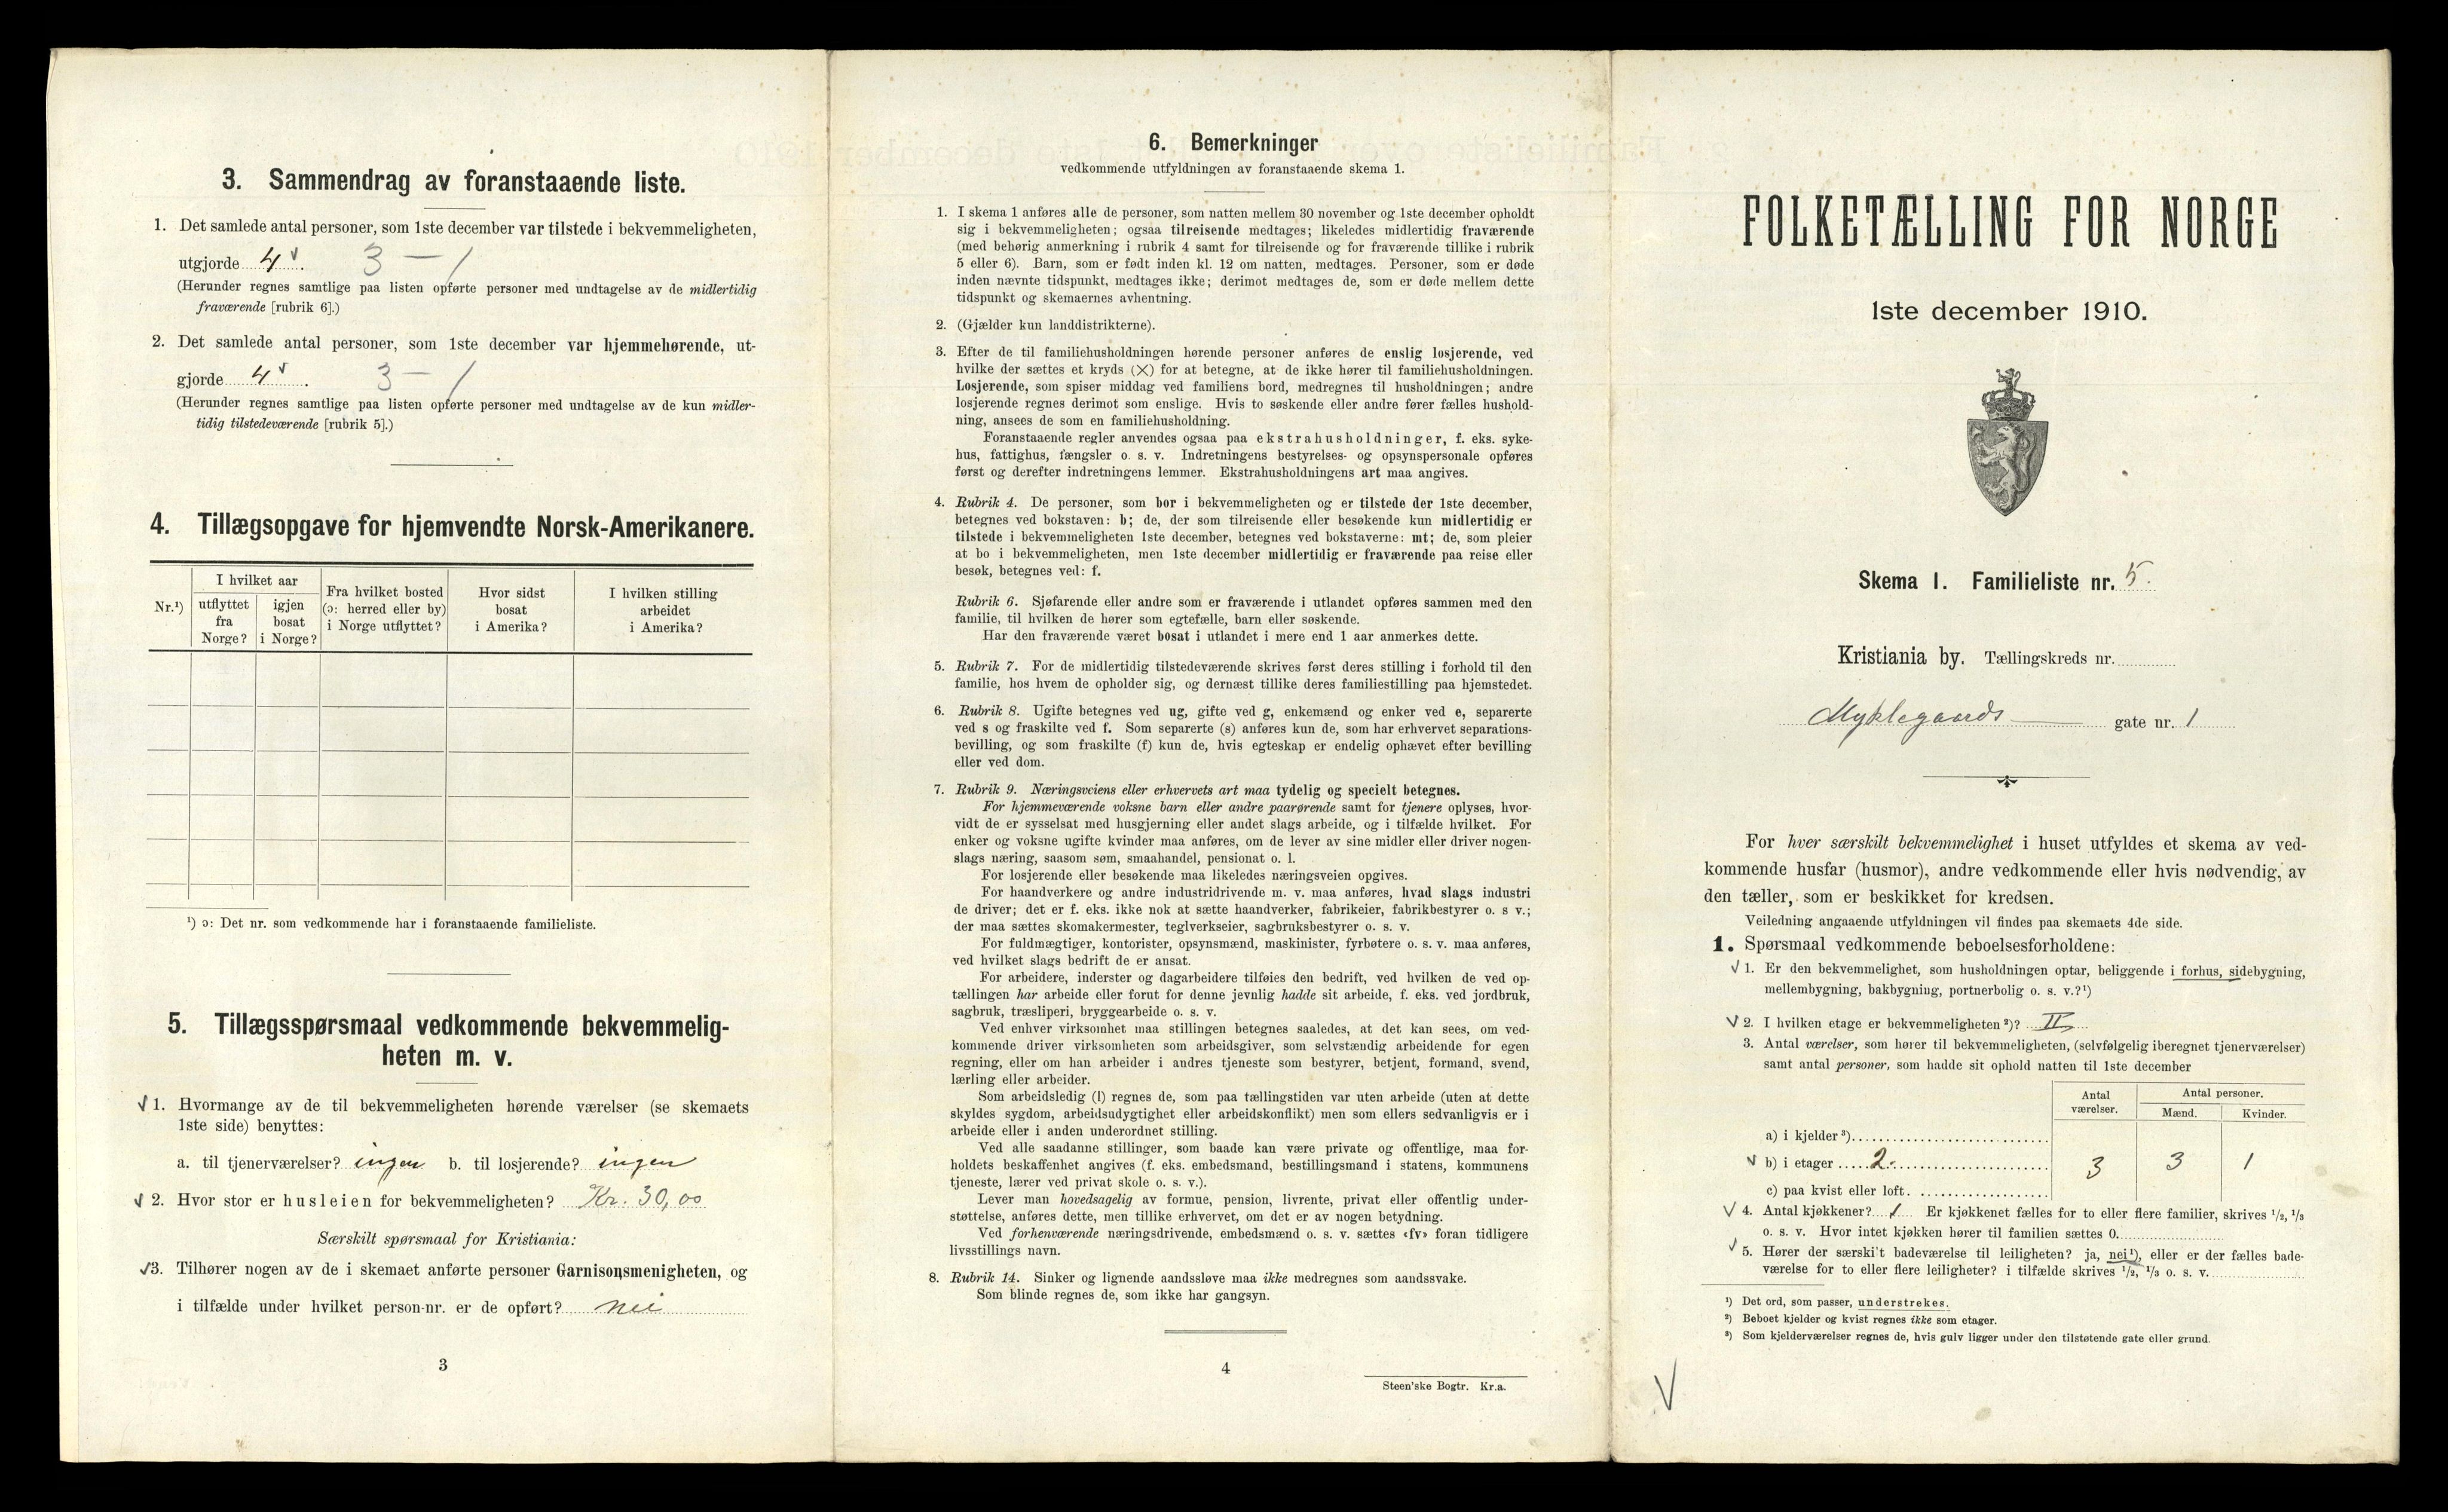 3. Sammendrag av foranstaaende liste.
1. Det samlede antal personer, som 1ste december var tilstede i bekvemmeligheten,
utgjorde 4 v. 3 — 1
(Herunder regnes samtlige paa listen opførte personer med undtagelse av de midlertidig
fraværende [rubrik 6].)
2. Det samlede antal personer, som 1ste december var hjemmehørende, ut-
gjorde 4 v. 3 — 1
(Herunder regnes samtlige paa listen opførte personer med undtagelse av de kun midler-
tidig tilstedeværende [rubrik 5].)
4. Tillægsopgave for hjemvendte Norsk-Amerikanere.
Nr.¹)
I hvilket aar
utflyttet
fra
Norge?
igjen
bosat
i Norge?
Fra hvilket bosted
(ɔ: herred eller by)
i Norge utflyttet?
Hvor sidst
bosat
i Amerika?
I hvilken stilling
arbeidet
i Amerika?
¹) ɔ: Det nr. som vedkommende har i foranstaaende familieliste.
5. Tillægsspørsmaal vedkommende bekvemmelig-
heten m. v.
√ 1. Hvormange av de til bekvemmeligheten hørende værelser (se skemaets
1ste side) benyttes:
a. til tjenerværelser? ingen b. til losjerende? ingen
√ 2. Hvor stor er husleien for bekvemmeligheten? Kr. 30,00
Særskilt spørsmaal for Kristiania:
√3. Tilhører nogen av de i skemaet anførte personer Garnisonsmenigheten, og
i tilfælde under hvilket person-nr. er de opført? nei
3
6. Bemerkninger
vedkommende utfyldningen av foranstaaende skema 1.
1. I skema 1 anføres alle de personer, som natten mellem 30 november og 1ste december opholdt
sig i bekvemmeligheten; ogsaa tilreisende medtages; likeledes midlertidig fraværende
(med behørig anmerkning i rubrik 4 samt for tilreisende og for fraværende tillike i rubrik
5 eller 6). Barn, som er født inden kl. 12 om natten, medtages. Personer, som er døde
inden nævnte tidspunkt, medtages ikke; derimot medtages de, som er døde mellem dette
tidspunkt og skemaernes avhentning.
2. (Gjælder kun landdistrikterne).
3. Efter de til familiehusholdningen hørende personer anføres de enslig losjerende, ved
hvilke der sættes et kryds (×) for at betegne, at de ikke hører til familiehusholdningen.
Losjerende, som spiser middag ved familiens bord, medregnes til husholdningen; andre
losjerende regnes derimot som enslige. Hvis to søskende eller andre fører fælles hushold-
ning, ansees de som en familiehusholdning.
Foranstaaende regler anvendes ogsaa paa ekstrahusholdninger, f. eks. syke-
hus, fattighus, fængsler o. s. v. Indretningens bestyrelses- og opsynspersonale opføres
først og derefter indretningens lemmer. Ekstrahusholdningens art maa angives.
4. Rubrik 4. De personer, som bor i bekvemmeligheten og er tilstede der 1ste december,
betegnes ved bokstaven: b; de, der som tilreisende eller besøkende kun midlertidig er
tilstede i bekvemmeligheten 1ste december, betegnes ved bokstaverne: mt; de, som pleier
at bo i bekvemmeligheten, men 1ste december midlertidig er fraværende paa reise eller
besøk, betegnes ved: f.
Rubrik 6. Sjøfarende eller andre som er fraværende i utlandet opføres sammen med den
familie, til hvilken de hører som egtefælle, barn eller søskende.
Har den fraværende været bosat i utlandet i mere end 1 aar anmerkes dette.
5. Rubrik 7. For de midlertidig tilstedeværende skrives først deres stilling i forhold til den
familie, hos hvem de opholder sig, og dernæst tillike deres familiestilling paa hjemstedet.
6. Rubrik 8. Ugifte betegnes ved ug, gifte ved g, enkemænd og enker ved e, separerte
ved s og fraskilte ved f. Som separerte (s) anføres kun de, som har erhvervet separations-
bevilling, og som fraskilte (f) kun de, hvis egteskap er endelig ophævet efter bevilling
eller ved dom.
7. Rubrik 9. Næringsveiens eller erhvervets art maa tydelig og specielt betegnes.
For hjemmeværende voksne barn eller andre paarørende samt for tjenere oplyses, hvor-
vidt de er sysselsat med husgjerning eller andet slags arbeide, og i tilfælde hvilket. For
enker og voksne ugifte kvinder maa anføres, om de lever av sine midler eller driver nogen-
slags næring, saasom søm, smaahandel, pensionat o. l.
For losjerende eller besøkende maa likeledes næringsveien opgives.
For haandverkere og andre industridrivende m. v. maa anføres, hvad slags industri
de driver; det er f. eks. ikke nok at sætte haandverker, fabrikeier, fabrikbestyrer o. s v.;
der maa sættes skomakermester, teglverkseier, sagbruksbestyrer o. s. v.
For fuldmægtiger, kontorister, opsynsmænd, maskinister, fyrbøtere o. s. v. maa anføres,
ved hvilket slags bedrift de er ansat.
For arbeidere, inderster og dagarbeidere tilføies den bedrift, ved hvilken de ved op-
tællingen har arbeide eller forut for denne jevnlig hadde sit arbeide, f. eks. ved jordbruk,
sagbruk, træsliperi, bryggearbeide o. s. v.
Ved enhver virksomhet maa stillingen betegnes saaledes, at det kan sees, om ved-
kommende driver virksomheten som arbeidsgiver, som selvstændig arbeidende for egen
regning, eller om han arbeider i andres tjeneste som bestyrer, betjent, formand, svend,
lærling eller arbeider.
Som arbeidsledig (l) regnes de, som paa tællingstiden var uten arbeide (uten at dette
skyldes sygdom, arbeidsudygtighet eller arbeidskonflikt) men som ellers sedvanligvis er i
arbeide eller i anden underordnet stilling.
Ved alle saadanne stillinger, som baade kan være private og offentlige, maa for-
holdets beskaffenhet angives (f. eks. embedsmand, bestillingsmand i statens, kommunens
tjeneste, lærer ved privat skole o. s. v.).
Lever man hovedsagelig av formue, pension, livrente, privat eller offentlig under-
støttelse, anføres dette, men tillike erhvervet, om det er av nogen betydning.
Ved forhenværende næringsdrivende, embedsmænd o. s. v. sættes «fv» foran tidligere
livsstillings navn.
8. Rubrik 14. Sinker og lignende aandssløve maa ikke medregnes som aandssvake.
Som blinde regnes de, som ikke har gangsyn.
4
Steen'ske Bogtr. Kr.a.
FOLKETÆLLING FOR NORGE
1ste december 1910.
Skema 1. Familieliste nr. 5.
Kristiania by. Tællingskreds nr.
Myklegaards gate nr. 1
For hver særskilt bekvemmelighet i huset utfyldes et skema av ved-
kommende husfar (husmor), andre vedkommende eller hvis nødvendig, av
den tæller, som er beskikket for kredsen.
Veiledning angaaende utfyldningen vil findes paa skemaets 4de side.
1. Spørsmaal vedkommende beboelsesforholdene:
√ 1. Er den bekvemmelighet, som husholdningen optar, beliggende i forhus, sidebygning,
mellembygning, bakbygning, portnerbolig o. s. v.?¹)
√ 2. I hvilken etage er bekvemmeligheten ²)? II
3. Antal værelser, som hører til bekvemmeligheten, (selvfølgelig iberegnet tjenerværelser)
samt antal personer, som hadde sit ophold natten til 1ste december
Antal
værelser.
Antal personer.
Mænd. Kvinder.
a) i kjelder ³)
√ b) i etager 2. 3 3 1
c) paa kvist eller loft.
√ 4. Antal kjøkkener? 1 Er kjøkkenet fælles for to eller flere familier, skrives ¹/₂, ¹/₃
o. s. v. Hvor intet kjøkken hører til familien sættes 0.
√ 5. Hører der særski't badeværelse til leiligheten? ja, nei ¹), eller er der fælles bade-
værelse for to eller flere leiligheter? i tilfælde skrives ¹/₂, ¹/₃ o. s. v.
¹) Det ord, som passer, understrekes.
²) Beboet kjelder og kvist regnes ikke som etager.
³) Som kjelderværelser regnes de, hvis gulv ligger under den tilstøtende gate eller grund.
√